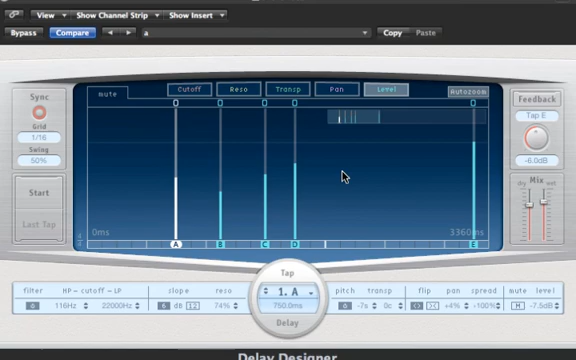 View Show Channel Strip Show Insert
Bypass Compare a Copy Paste
mute Cutoff Reso Transp Pan Level Autozoom
Sync
Grid
1/16
Swing
50%
Start
Last Tap
0ms 3360ms
A B C D E
Feedback
Tap E
-6.0dB
Mix
dry wet
Tap
1. A
750.0ms
Delay
filter HP – cutoff – LP slope reso pitch transp flip pan spread mute level
116Hz 22000Hz 6 dB 12 74% -7s 0c +4% +100% M -7.5dB
Delay Designer